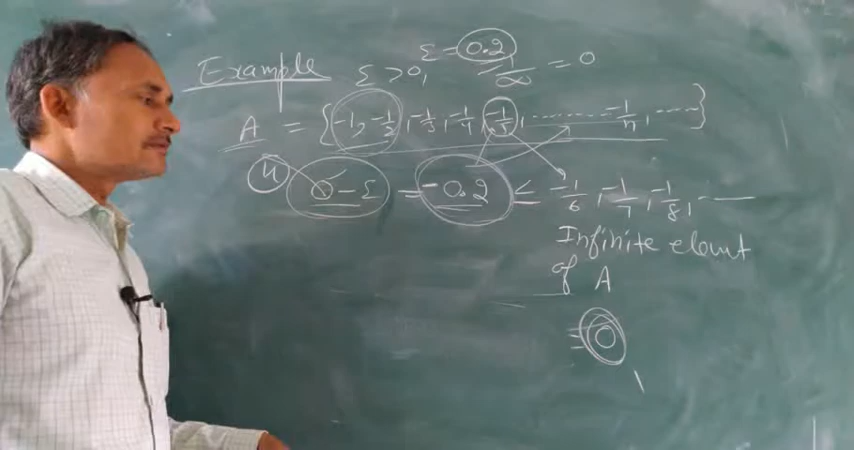 ε = 0.2
Example ε > 0, 1/∞ = 0
A = {-1, -1/2, -1/3, -1/4, -1/5, ........ -1/n, ....}
u 0 - ε = -0.2 ≤ -1/6, -1/7, -1/8, ----
Infinite elemt
of A
= 0